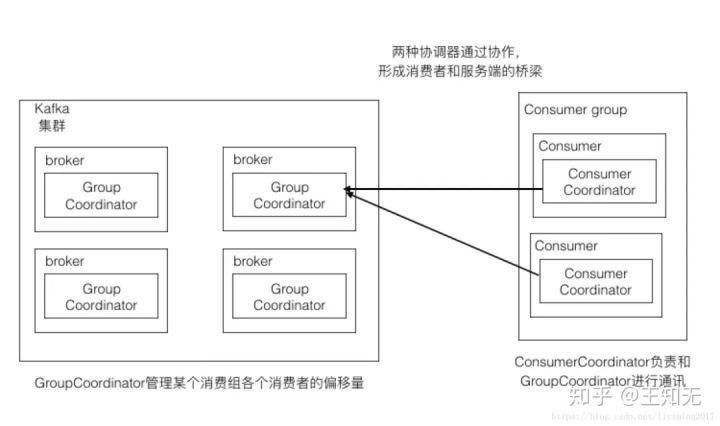 两种协调器通过协作,
形成消费者和服务端的桥梁
Kafka
集群
broker
Group
Coordinator
broker
Group
Coordinator
broker
Group
Coordinator
broker
Group
Coordinator
Consumer group
Consumer
Consumer
Coordinator
Consumer
Consumer
Coordinator
GroupCoordinator管理某个消费组各个消费者的偏移量
ConsumerCoordinator负责和
GroupCoordinator进行通讯
知乎 @王知无